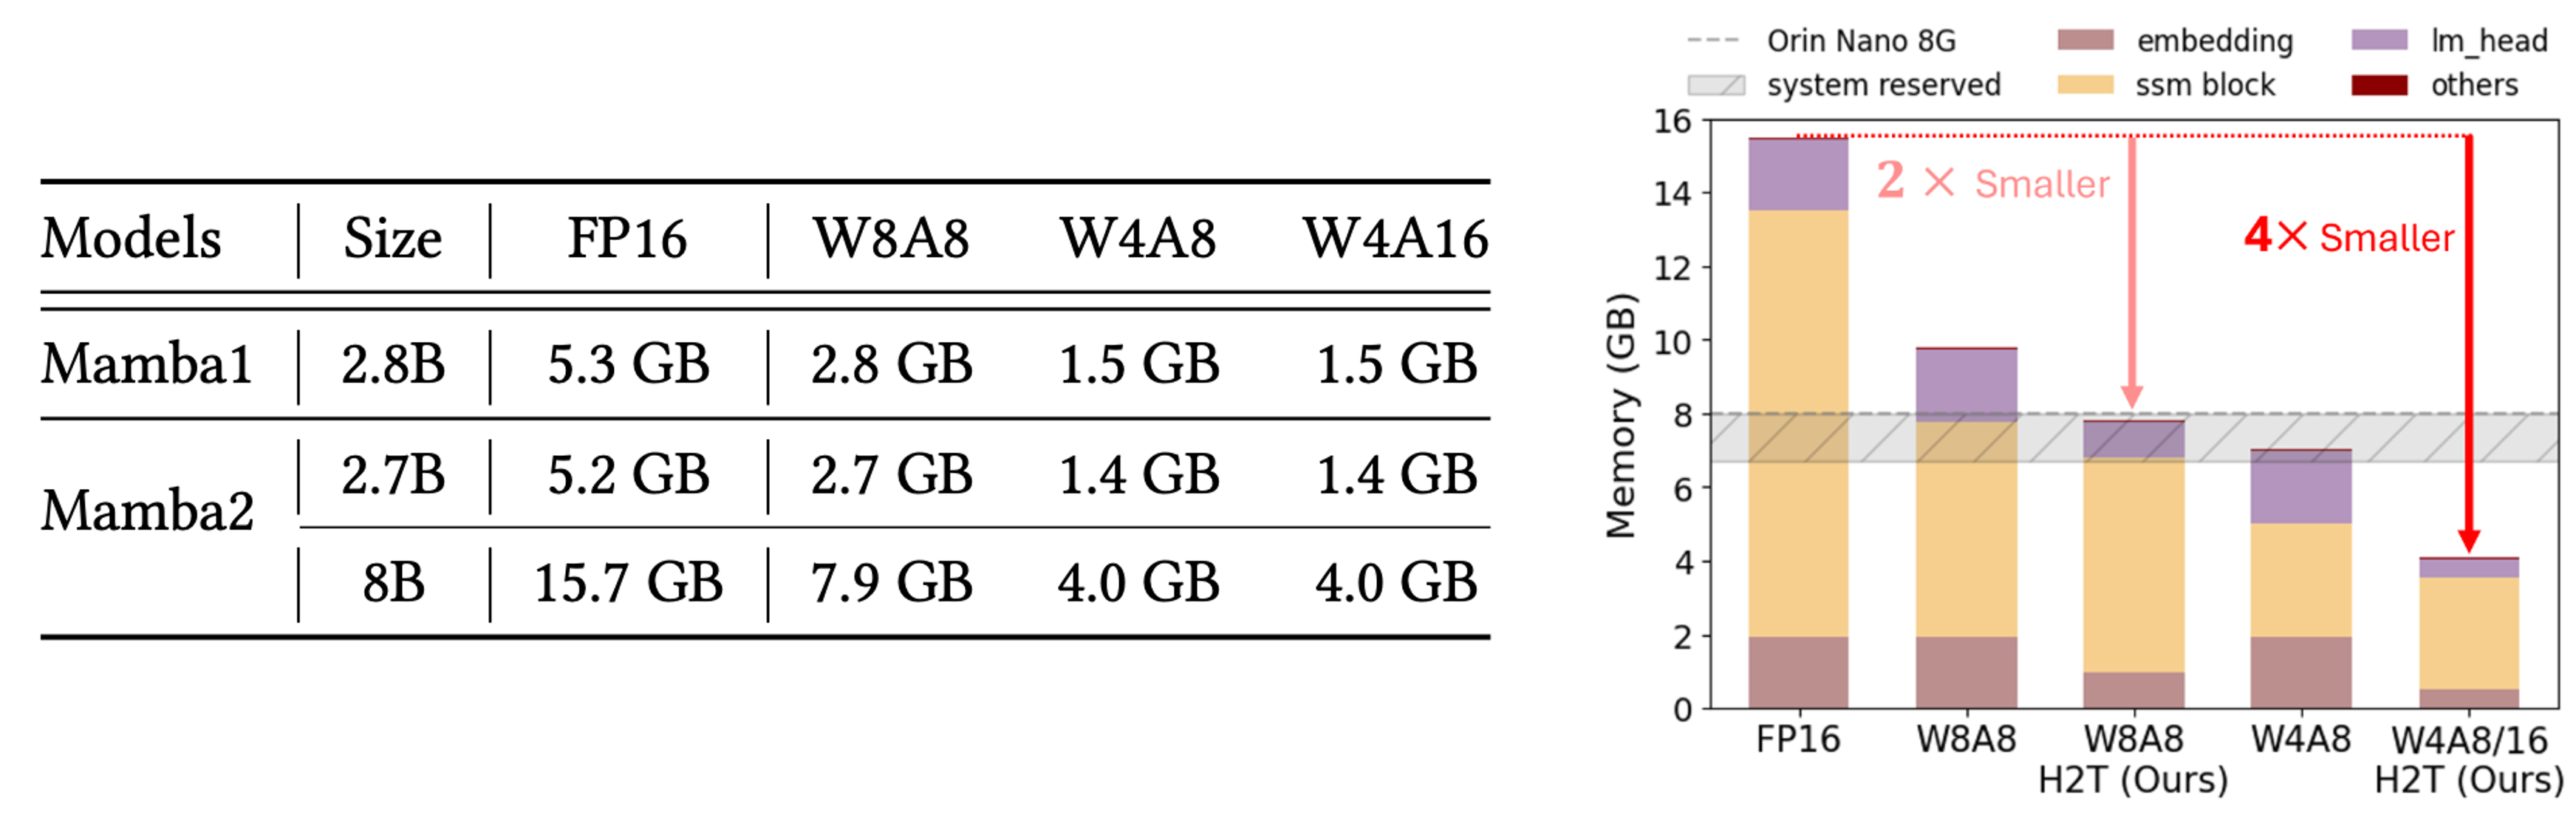 Models Size FP16 W8A8 W4A8 W4A16
Mamba1 2.8B 5.3 GB 2.8 GB 1.5 GB 1.5 GB
Mamba2 2.7B 5.2 GB 2.7 GB 1.4 GB 1.4 GB
8B 15.7 GB 7.9 GB 4.0 GB 4.0 GB
Orin Nano 8G embedding lm_head
system reserved ssm block others
Memory (GB)
16
14
12
10
8
6
4
2
0
2 × Smaller
4× Smaller
FP16 W8A8 W8A8 W4A8 W4A8/16
H2T (Ours) H2T (Ours)